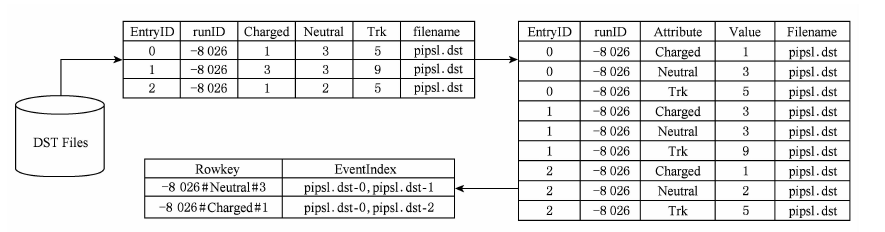 DST Files
EntryID runID Charged Neutral Trk filename
0 −8 026 1 3 5 pipsl.dst
1 −8 026 3 3 9 pipsl.dst
2 −8 026 1 2 5 pipsl.dst
EntryID runID Attribute Value Filename
0 −8 026 Charged 1 pipsl.dst
0 −8 026 Neutral 3 pipsl.dst
0 −8 026 Trk 5 pipsl.dst
1 −8 026 Charged 3 pipsl.dst
1 −8 026 Neutral 3 pipsl.dst
1 −8 026 Trk 9 pipsl.dst
2 −8 026 Charged 1 pipsl.dst
2 −8 026 Neutral 2 pipsl.dst
2 −8 026 Trk 5 pipsl.dst
Rowkey EventIndex
−8 026#Neutral#3 pipsl.dst-0,pipsl.dst-1
−8 026#Charged#1 pipsl.dst-0,pipsl.dst-2